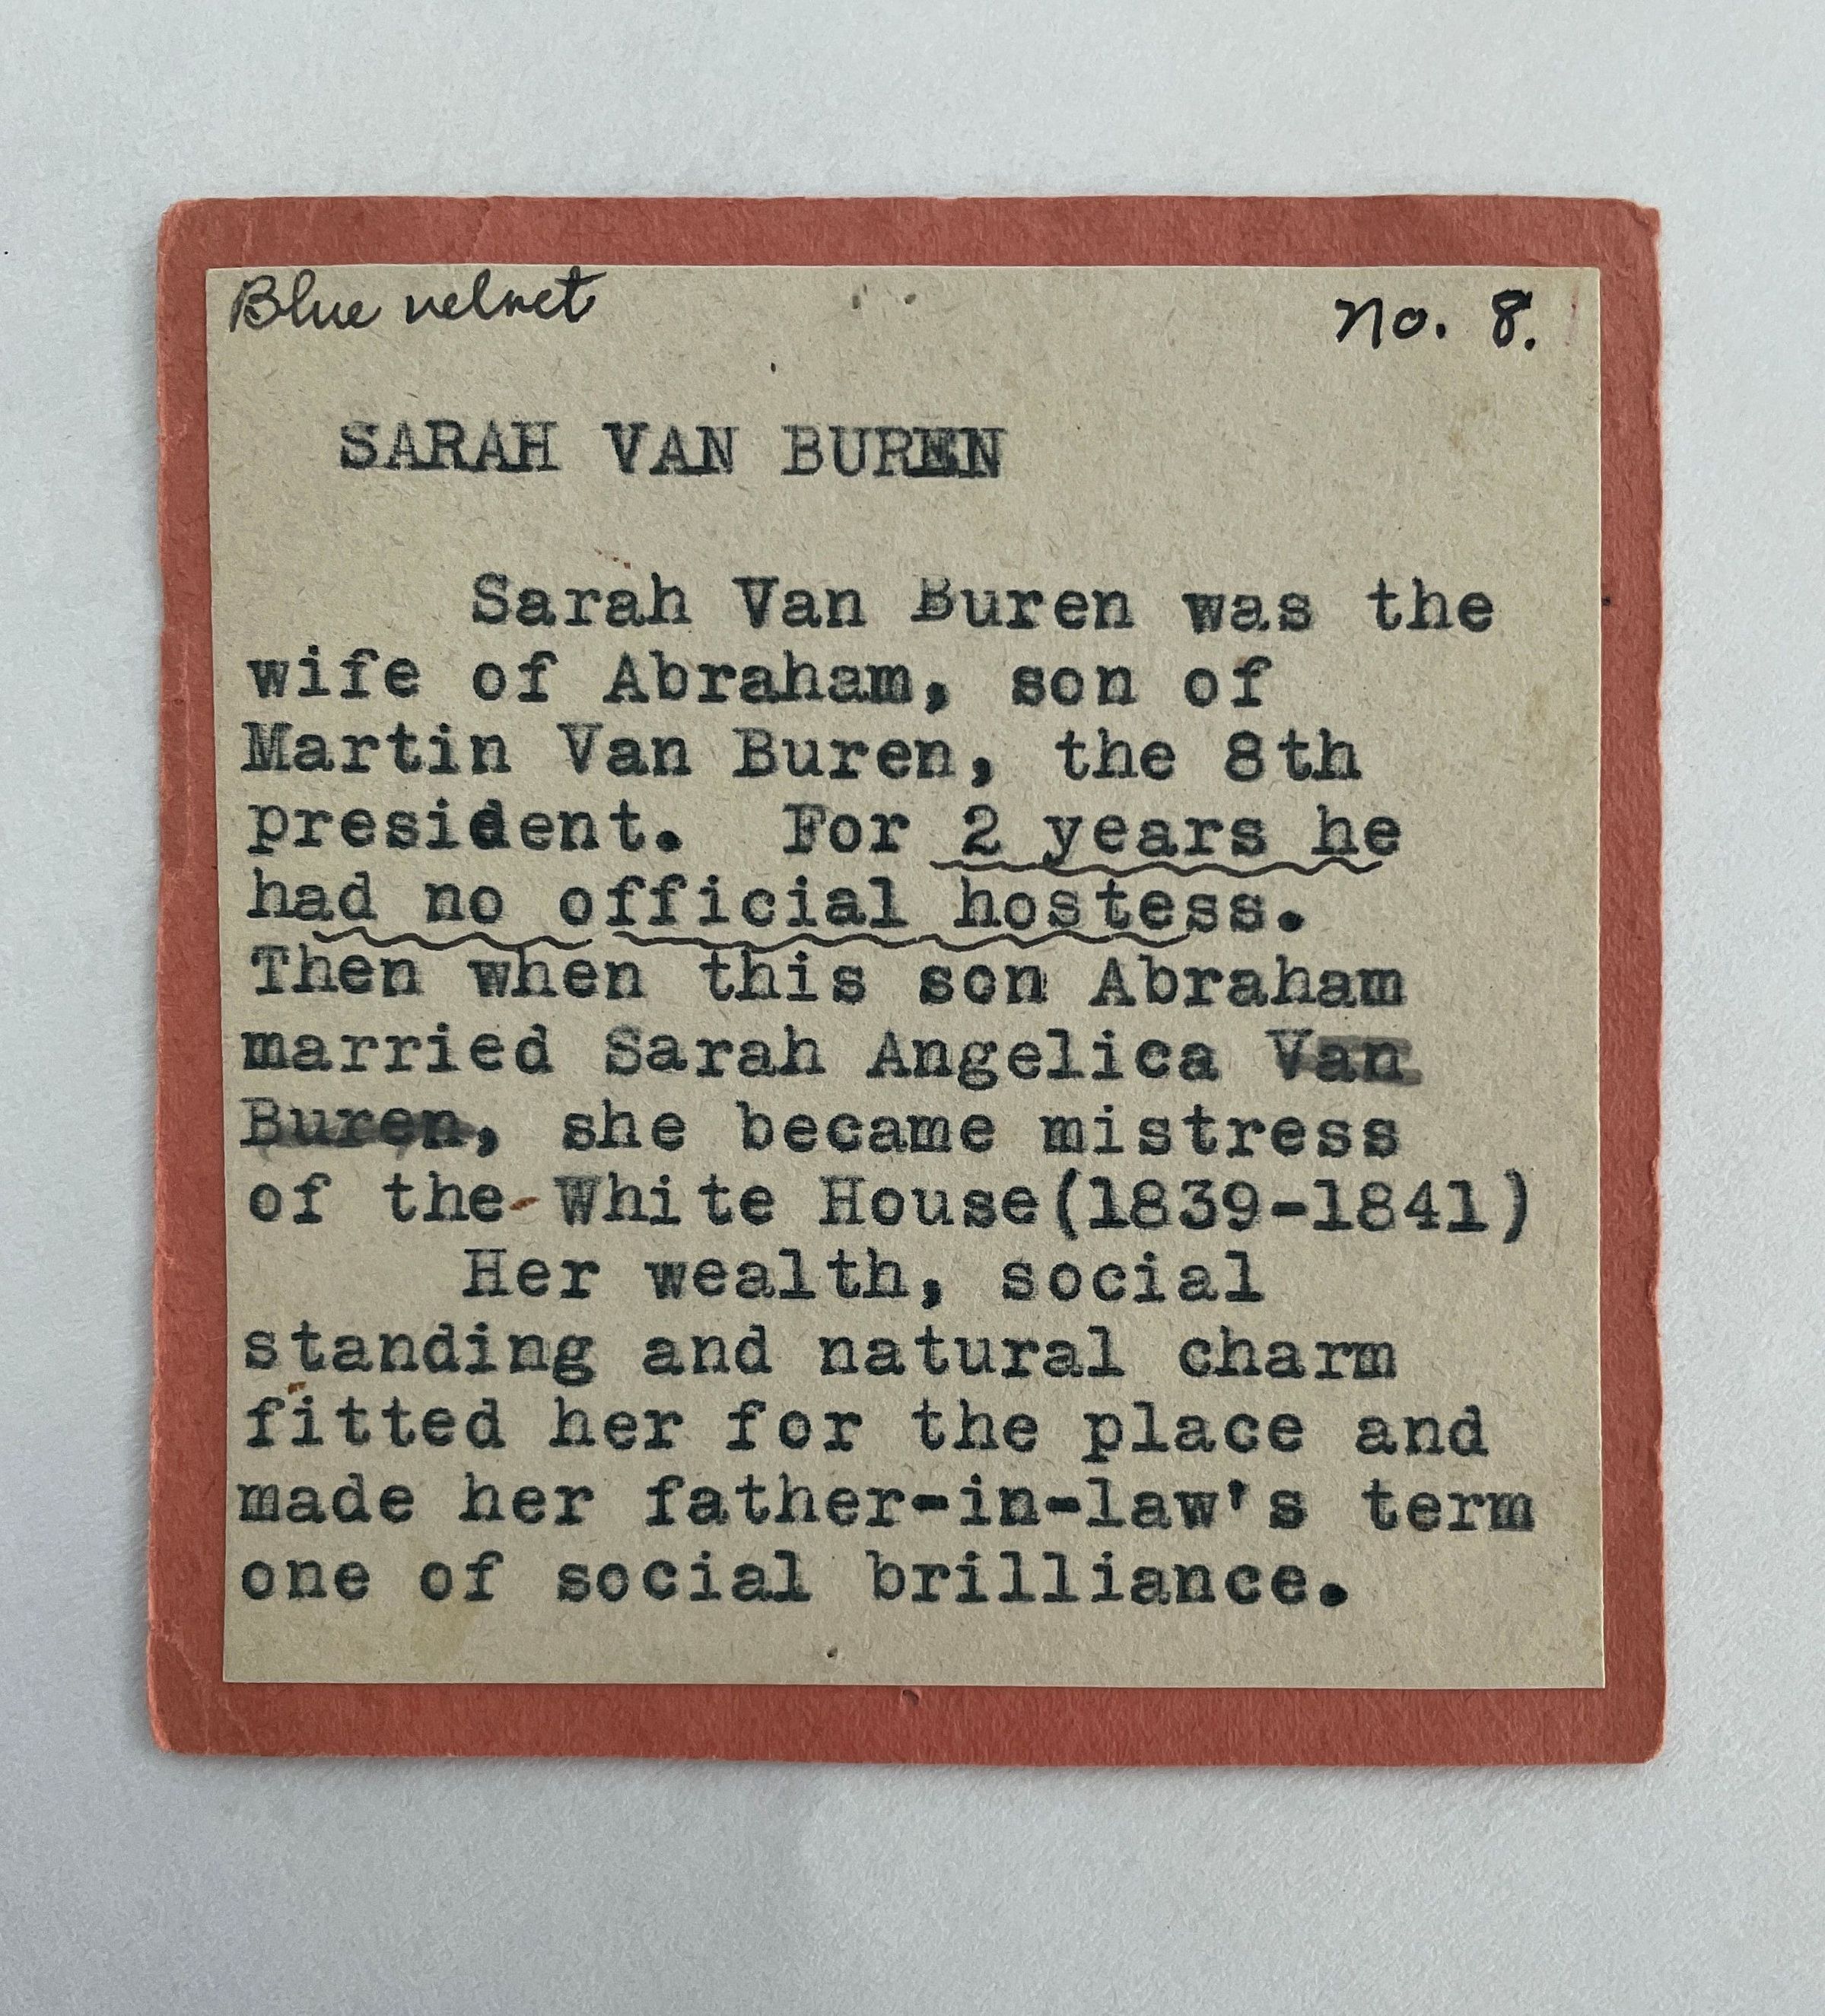 Blue velvet no. 8.
SARAH VAN BUREN
Sarah Van Buren was the
wife of Abraham, son of
Martin Van Buren, the 8th
president. For 2 years he
had no official hostess.
Then when this son Abraham
married Sarah Angelica Van
Buren, she became mistress
of the White House(1839-1841)
Her wealth, social
standing and natural charm
fitted her for the place and
made her father-in-law's term
one of social brilliance.